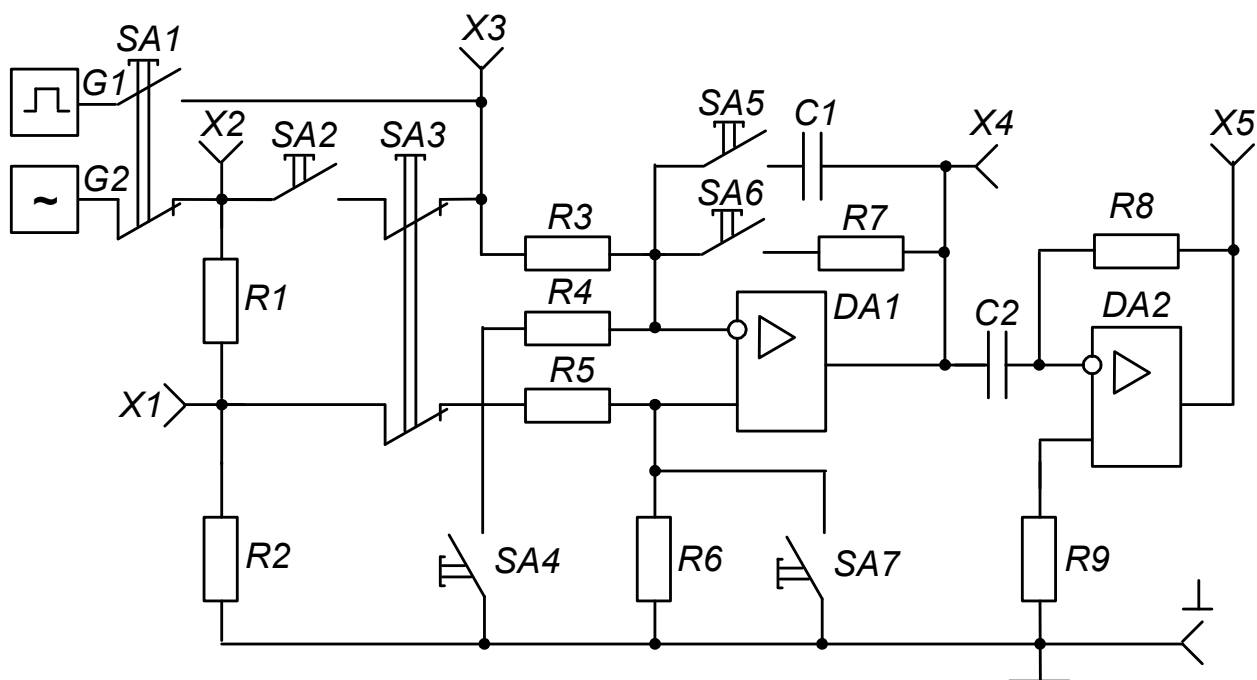 X3
SA1
G1
X2
SA2
SA3
SA5
C1
X4
X5
G2
~
SA6
R3
R7
R8
R1
R4
DA1
C2
DA2
R5
X1
R2
SA4
R6
SA7
R9